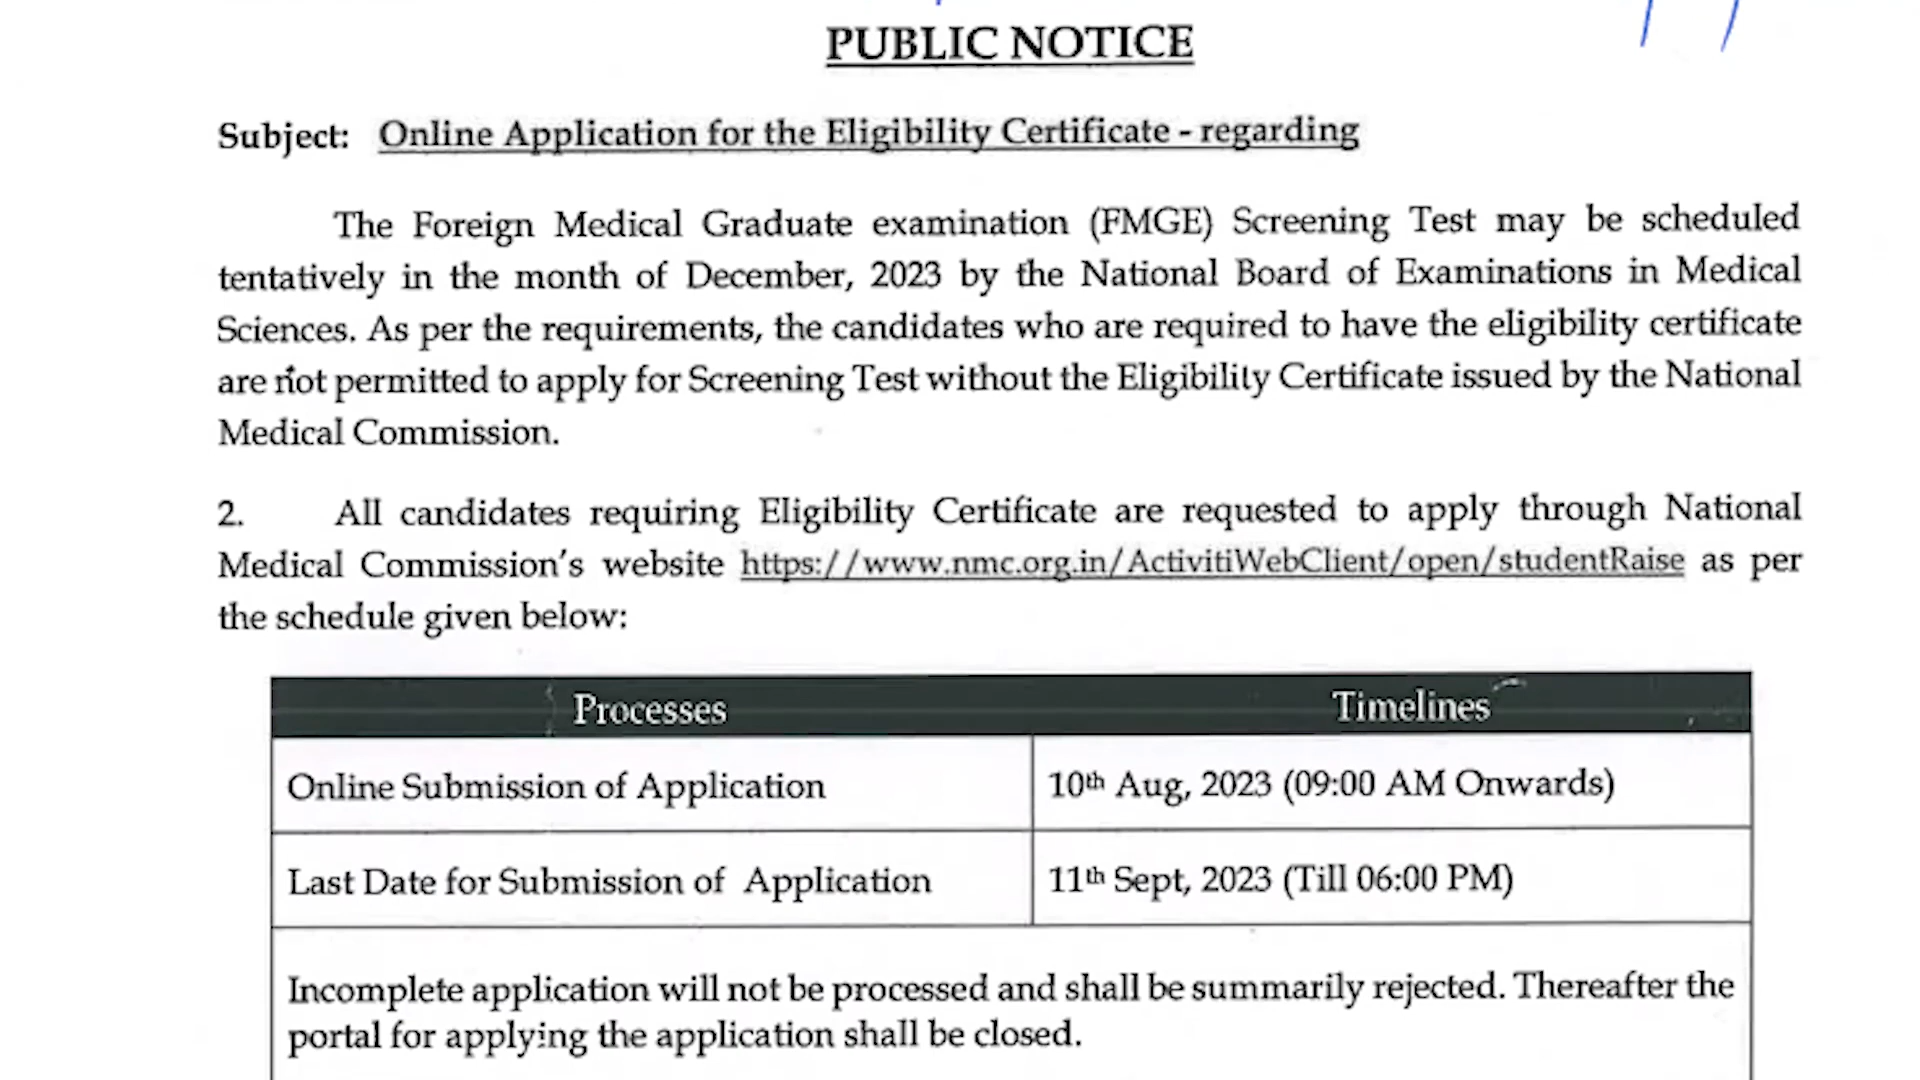 PUBLIC NOTICE
Subject: Online Application for the Eligibility Certificate - regarding
The Foreign Medical Graduate examination (FMGE) Screening Test may be scheduled
tentatively in the month of December, 2023 by the National Board of Examinations in Medical
Sciences. As per the requirements, the candidates who are required to have the eligibility certificate
are not permitted to apply for Screening Test without the Eligibility Certificate issued by the National
Medical Commission.
2. All candidates requiring Eligibility Certificate are requested to apply through National
Medical Commission's website https://www.nmc.org.in/ActivitiWebClient/open/studentRaise as per
the schedule given below:
Processes Timelines
Online Submission of Application 10th Aug, 2023 (09:00 AM Onwards)
Last Date for Submission of Application 11th Sept, 2023 (Till 06:00 PM)
Incomplete application will not be processed and shall be summarily rejected. Thereafter the
portal for applying the application shall be closed.